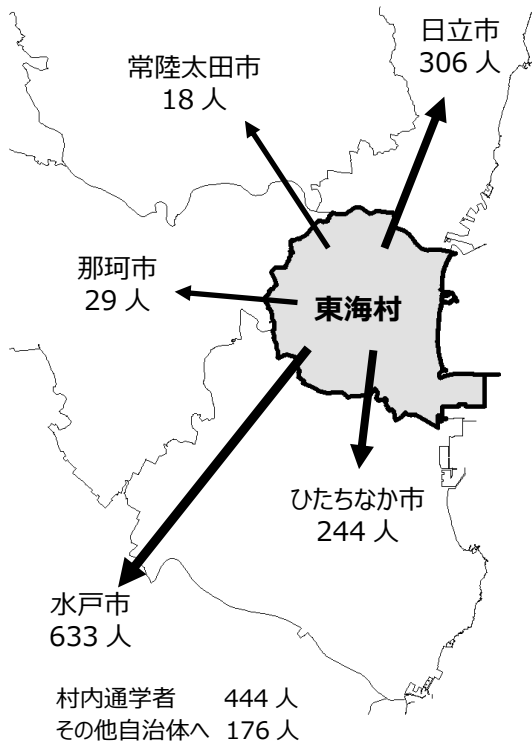 日立市
306 人
常陸太田市
18 人
那珂市
29 人
東海村
ひたちなか市
244 人
水戸市
633 人
村内通学者 444 人
その他自治体へ 176 人